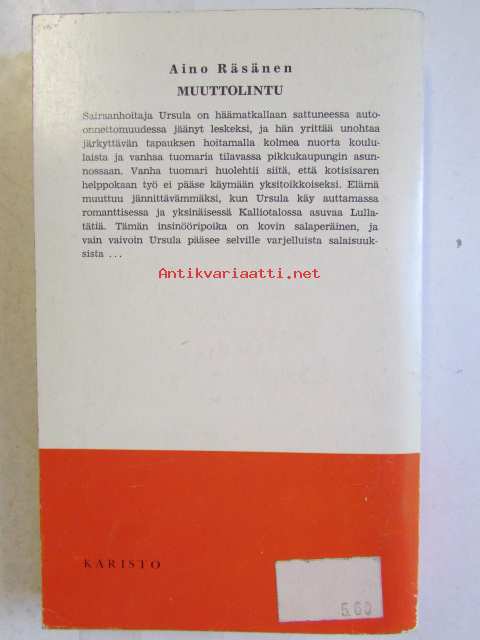 Aino Räsänen
MUUTTOLINTU
Sairaanhoitaja Ursula on häämatkallaan sattuneessa auto-
onnettomuudessa jäänyt leskeksi, ja hän yrittää unohtaa
järkyttävän tapauksen hoitamalla kolmea nuorta koulu-
laista ja vanhaa tuomaria tilavassa pikkukaupungin asun-
nossaan. Vanha tuomari huolehtii siitä, että kotisisaren
helppokaan työ ei pääse käymään yksitoikkoiseksi. Elämä
muuttuu jännittävämmäksi, kun Ursula käy auttamassa
romanttisessa ja yksinäisessä Kalliotalossa asuvaa Lulla-
tätiä. Tämän insinööripoika on kovin salaperäinen, ja
vain vaivoin Ursula pääsee selville varjelluista salaisuuk-
sista ...
Antikvariaatti.net
KARISTO
5.60